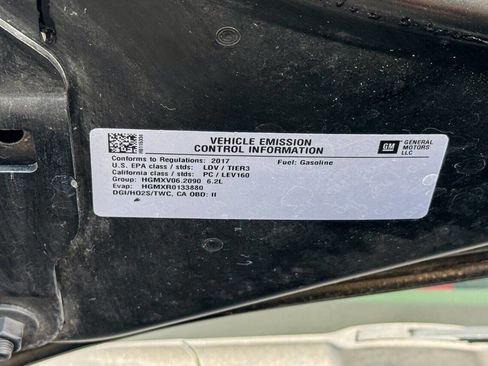 VEHICLE EMISSION
CONTROL INFORMATION
GM
GENERAL
MOTORS
LLC
Conforms to Regulations: 2017 Fuel: Gasoline
U.S. EPA class / stds: LDV / TIER3
California class / stds: PC / LEV160
Group: HGMXV06.2090 6.2L
Evap: HGMXR0133880
DGI/HO2S/TWC, CA OBD: II